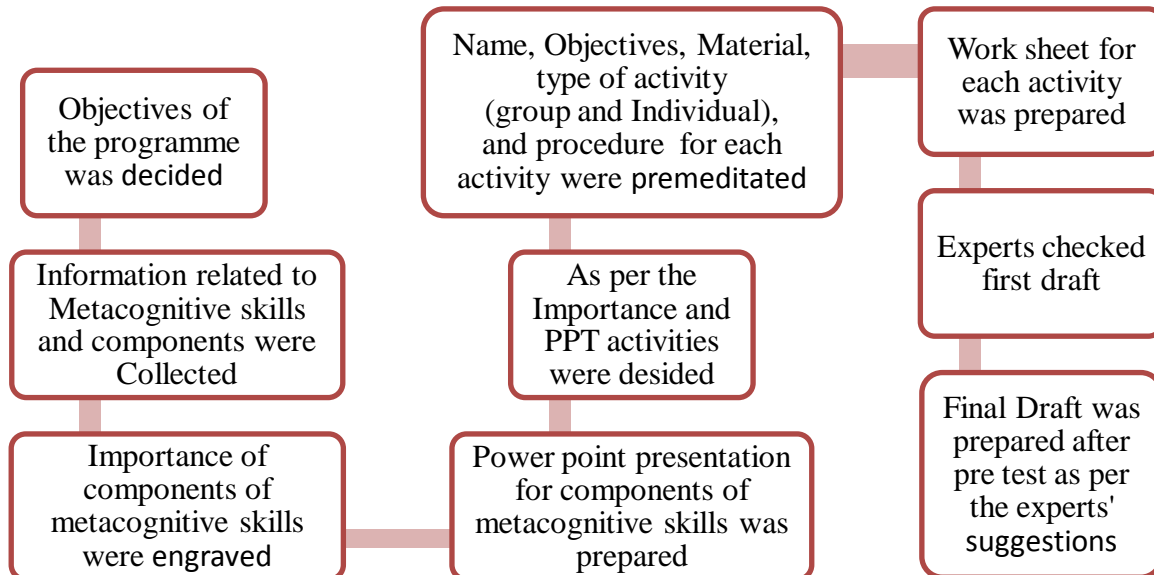 Objectives of
the programme
was decided
Information related to
Metacognitive skills
and components were
Collected
Importance of
components of
metacognitive skills
were engraved
Power point presentation
for components of
metacognitive skills was
prepared
As per the
Importance and
PPT activities
were desided
Name, Objectives, Material,
type of activity
(group and Individual),
and procedure for each
activity were premeditated
Work sheet for
each activity
was prepared
Experts checked
first draft
Final Draft was
prepared after
pre test as per
the experts'
suggestions